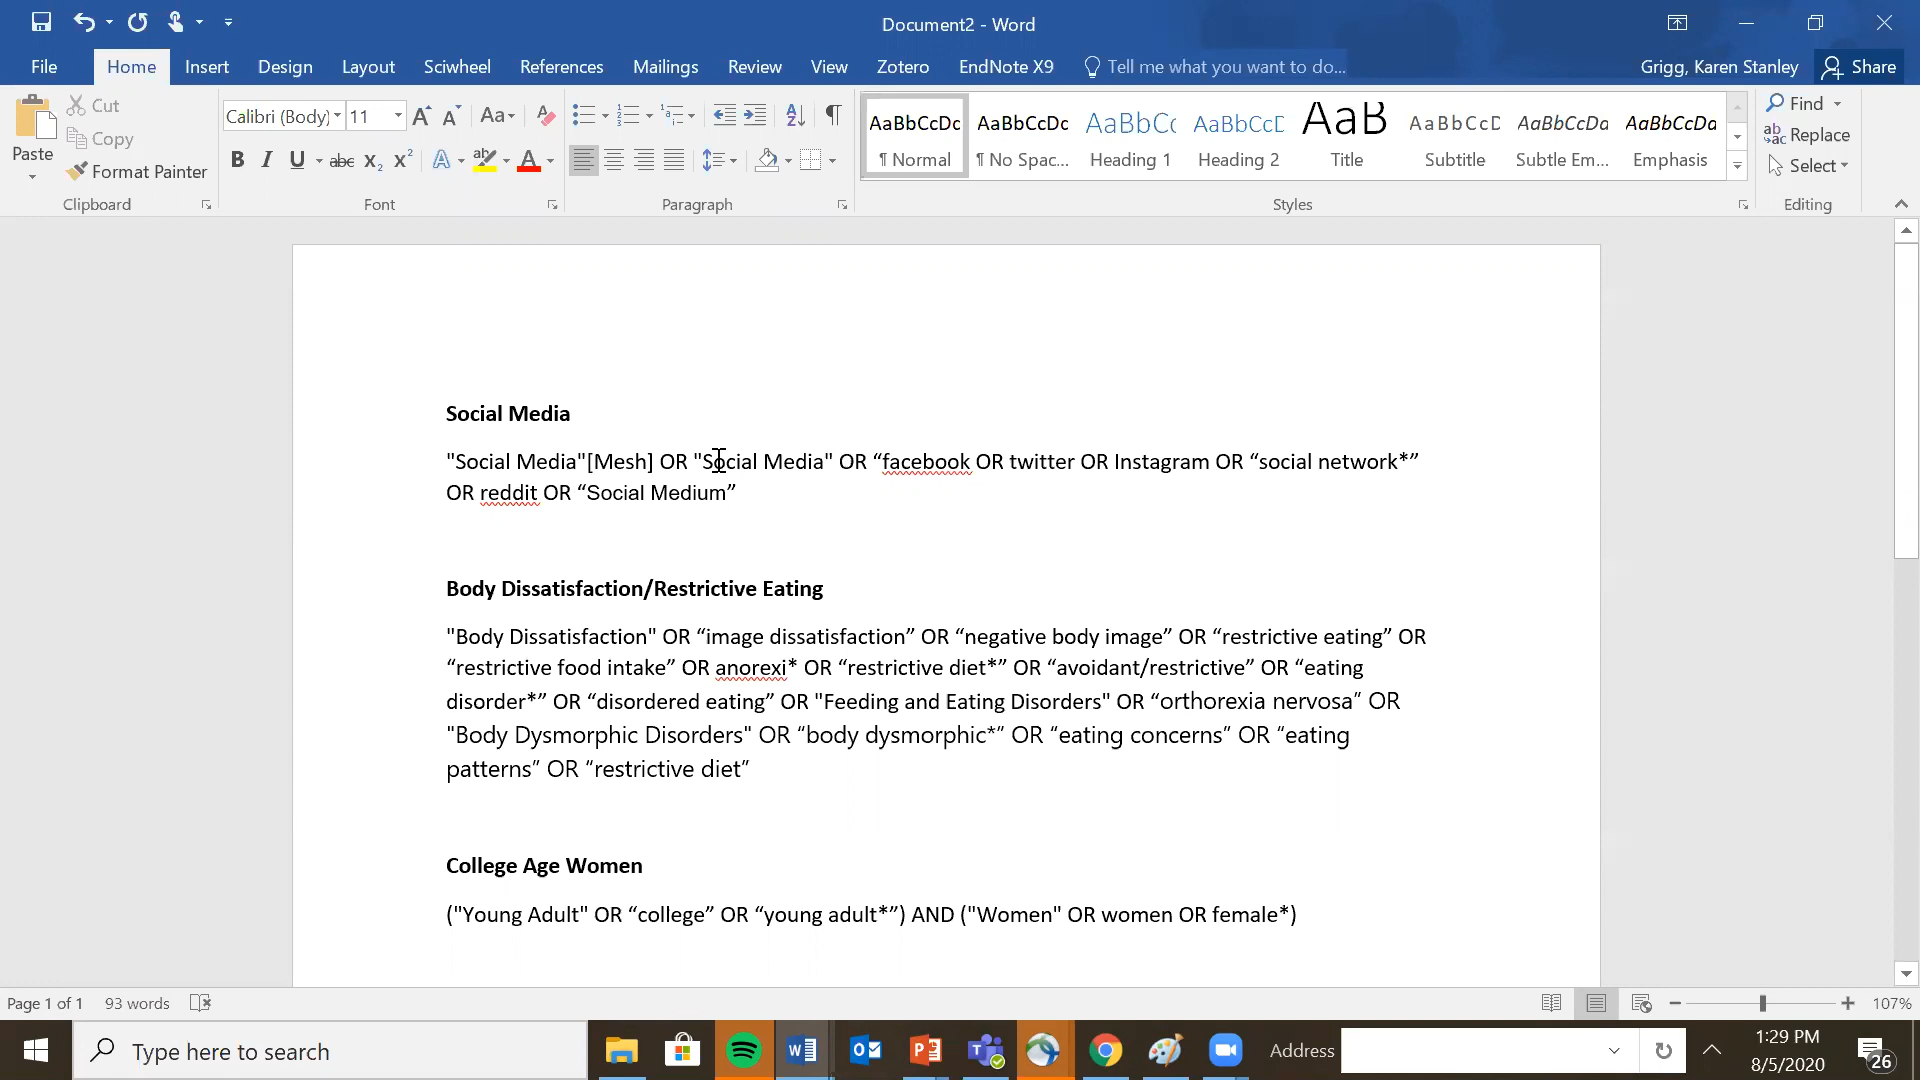 Document2 - Word
File Home Insert Design Layout Sciwheel References Mailings Review View Zotero EndNote X9 Tell me what you want to do... Grigg, Karen Stanley Share
Paste Cut Copy Format Painter
Calibri (Body) 11
AaBbCcDc AaBbCcDc AaBbCc AaBbCcD AaB AaBbCcD AaBbCcDa AaBbCcDa
¶ Normal ¶ No Spac... Heading 1 Heading 2 Title Subtitle Subtle Em... Emphasis
Find Replace Select
Clipboard Font Paragraph Styles Editing
Social Media
"Social Media"[Mesh] OR "Social Media" OR “facebook OR twitter OR Instagram OR “social network*”
OR reddit OR “Social Medium”
Body Dissatisfaction/Restrictive Eating
"Body Dissatisfaction" OR “image dissatisfaction” OR “negative body image” OR “restrictive eating” OR
“restrictive food intake” OR anorexi* OR “restrictive diet*” OR “avoidant/restrictive” OR “eating
disorder*” OR “disordered eating” OR "Feeding and Eating Disorders" OR “orthorexia nervosa” OR
"Body Dysmorphic Disorders" OR “body dysmorphic*” OR “eating concerns” OR “eating
patterns” OR “restrictive diet”
College Age Women
("Young Adult" OR “college” OR “young adult*”) AND ("Women" OR women OR female*)
Page 1 of 1 93 words 107%
Type here to search Address 1:29 PM
8/5/2020 26